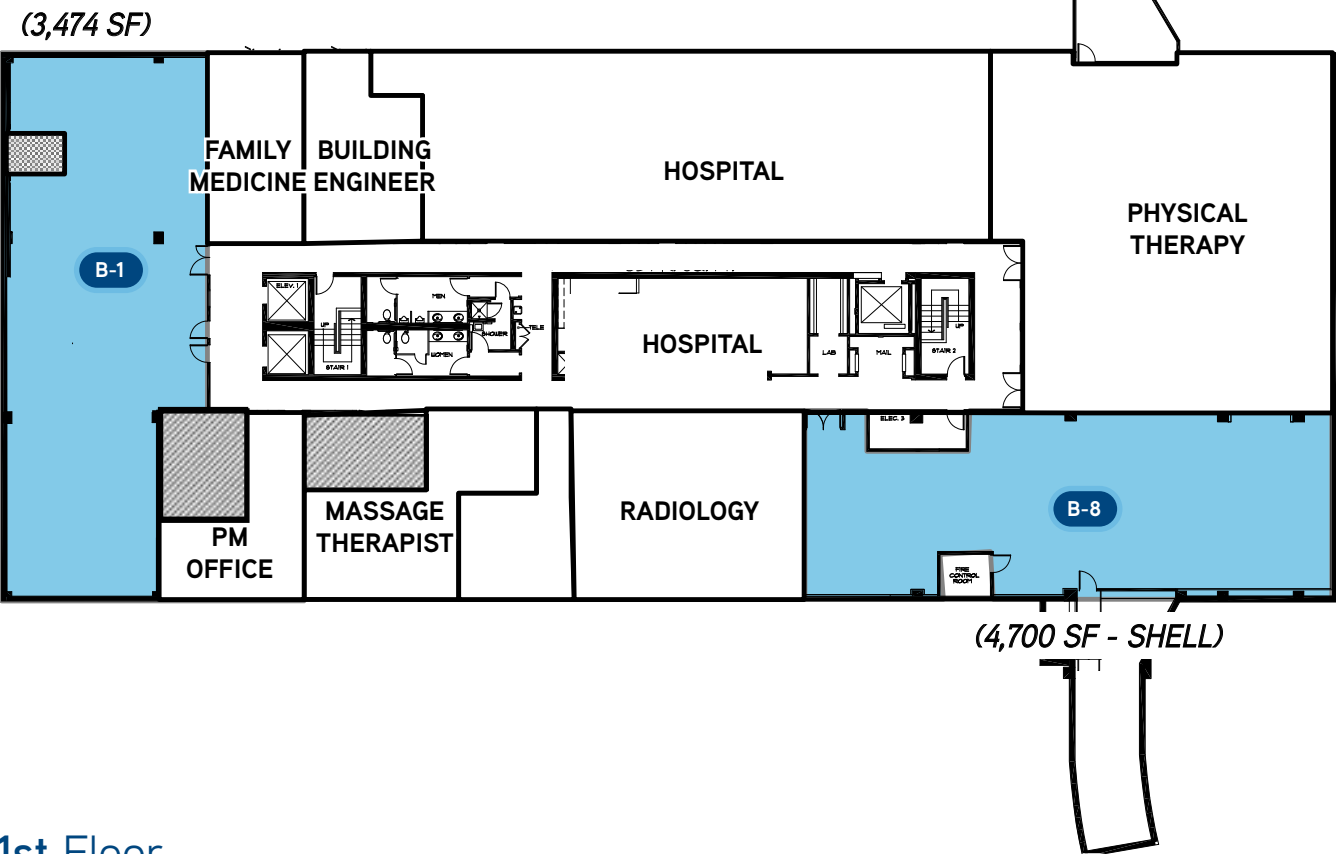 (3,474 SF)
FAMILY
MEDICINE
BUILDING
ENGINEER
HOSPITAL
PHYSICAL
THERAPY
B-1
ELEV. 1
UP
STAIR 1
MEN
WOMEN
SHOWER
TELE
HOSPITAL
LAB
MAIL
UP
STAIR 2
ELEC. 3
PM
OFFICE
MASSAGE
THERAPIST
RADIOLOGY
B-8
FIRE
CONTROL
ROOM
(4,700 SF - SHELL)
1st Floor